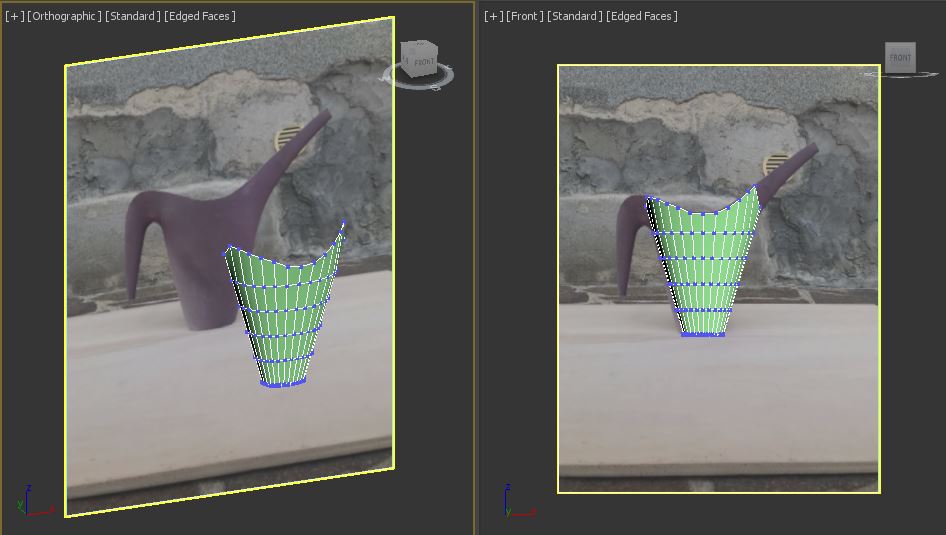 [+] [Orthographic ] [Standard ] [Edged Faces ]
FRONT
z
y
[+] [Front ] [Standard ] [Edged Faces ]
FRONT
z
y